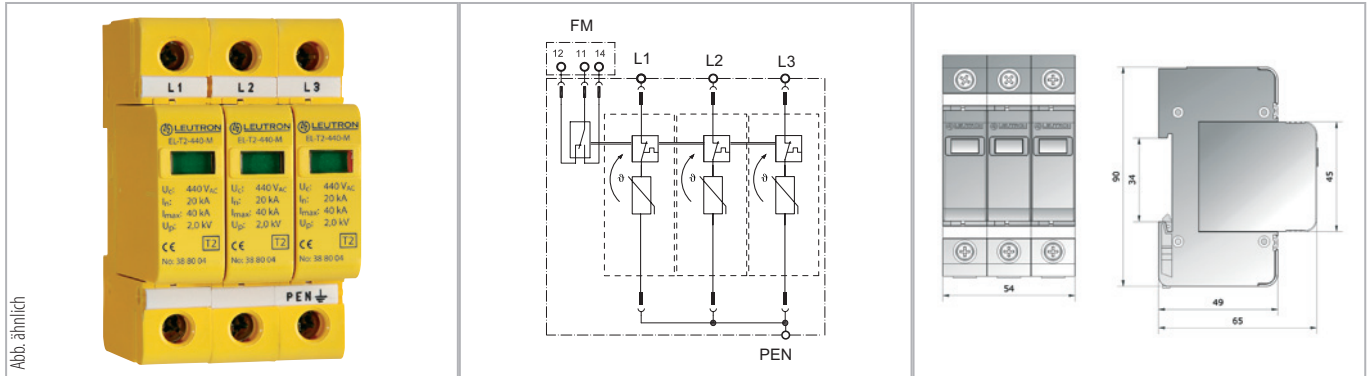 Abb. ähnlich
L1 L2 L3
LEUTRON LEUTRON LEUTRON
EL-T2-440-M EL-T2-440-M EL-T2-440-M
Uc: 440 VAC Uc: 440 VAC Uc: 440 VAC
In: 20 kA In: 20 kA In: 20 kA
Imax: 40 kA Imax: 40 kA Imax: 40 kA
Up: 2,0 kV Up: 2,0 kV Up: 2,0 kV
CE T2 CE T2 CE T2
No: 38 80 04 No: 38 80 04 No: 38 80 04
PEN
FM
12 11 14
L1 L2 L3
ϑ ϑ ϑ
PEN
LEUTRON LEUTRON LEUTRON
54
90
34
45
49
65